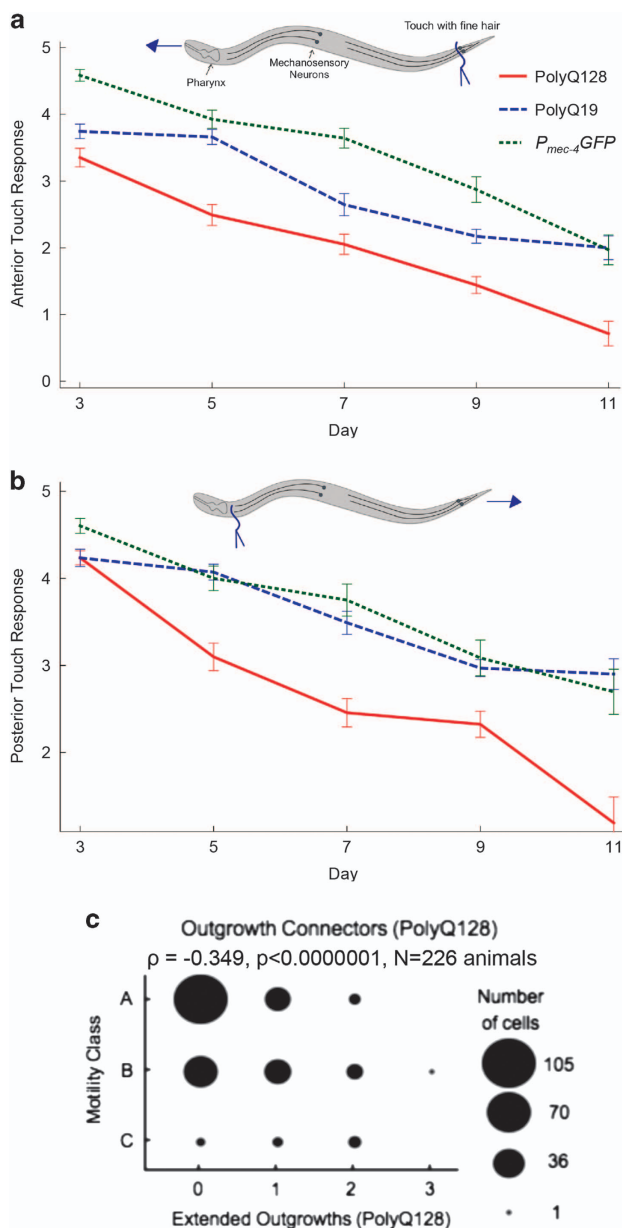 a
Touch with fine hair
Mechanosensory
Neurons
Pharynx
PolyQ128
PolyQ19
Pmec-4GFP
Anterior Touch Response
5
4
3
2
1
0
3 5 7 9 11
Day
b
Posterior Touch Response
5
4
3
2
3 5 7 9 11
Day
c
Outgrowth Connectors (PolyQ128)
ρ = -0.349, p<0.0000001, N=226 animals
Motility Class
A
B
C
0 1 2 3
Extended Outgrowths (PolyQ128)
Number
of cells
105
70
36
1